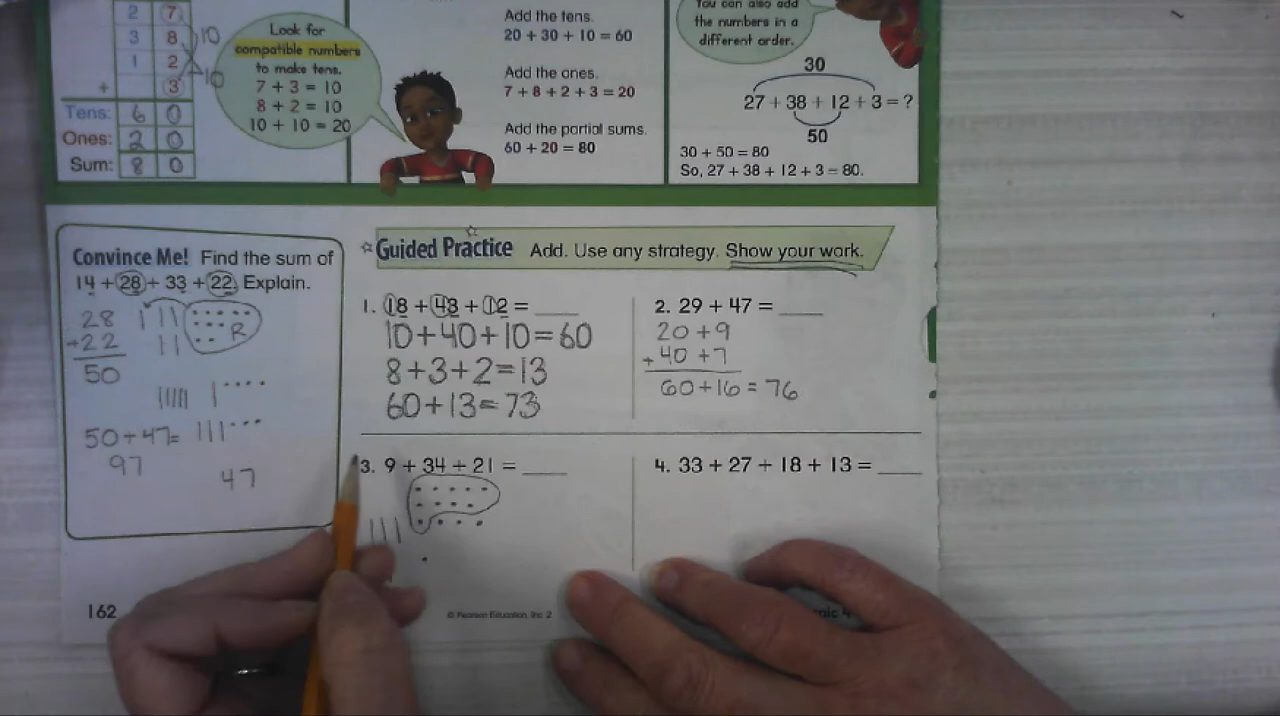 2 7
3 8 10
1 2
+ 3 10
Tens: 6 0
Ones: 2 0
Sum: 8 0
Look for
compatible numbers
to make tens.
7 + 3 = 10
8 + 2 = 10
10 + 10 = 20
Add the tens.
20 + 30 + 10 = 60
Add the ones.
7 + 8 + 2 + 3 = 20
Add the partial sums.
60 + 20 = 80
You can also add
the numbers in a
different order.
30
27 + 38 + 12 + 3 = ?
50
30 + 50 = 80
So, 27 + 38 + 12 + 3 = 80.
Convince Me! Find the sum of
14 + 28 + 33 + 22. Explain.
28
+22
50
R
50+47=
97
47
Guided Practice Add. Use any strategy. Show your work.
1. 18 + 43 + 12 = ____
10+40+10=60
8+3+2=13
60+13=73
2. 29 + 47 = ____
20 +9
+ 40 +7
60+16=76
3. 9 + 34 + 21 = ____
4. 33 + 27 + 18 + 13 = ____
162
© Pearson Education, Inc. 2